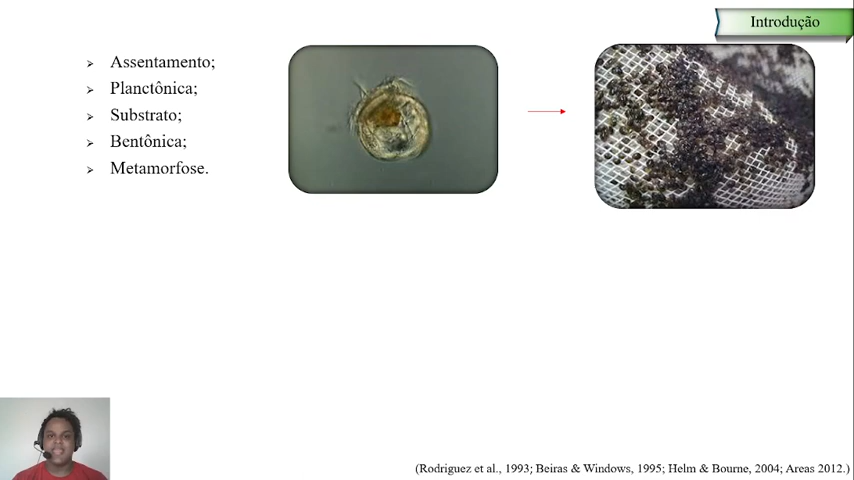 Introdução
Assentamento;
Planctônica;
Substrato;
Bentônica;
Metamorfose.
(Rodriguez et al., 1993; Beiras & Windows, 1995; Helm & Bourne, 2004; Areas 2012.)